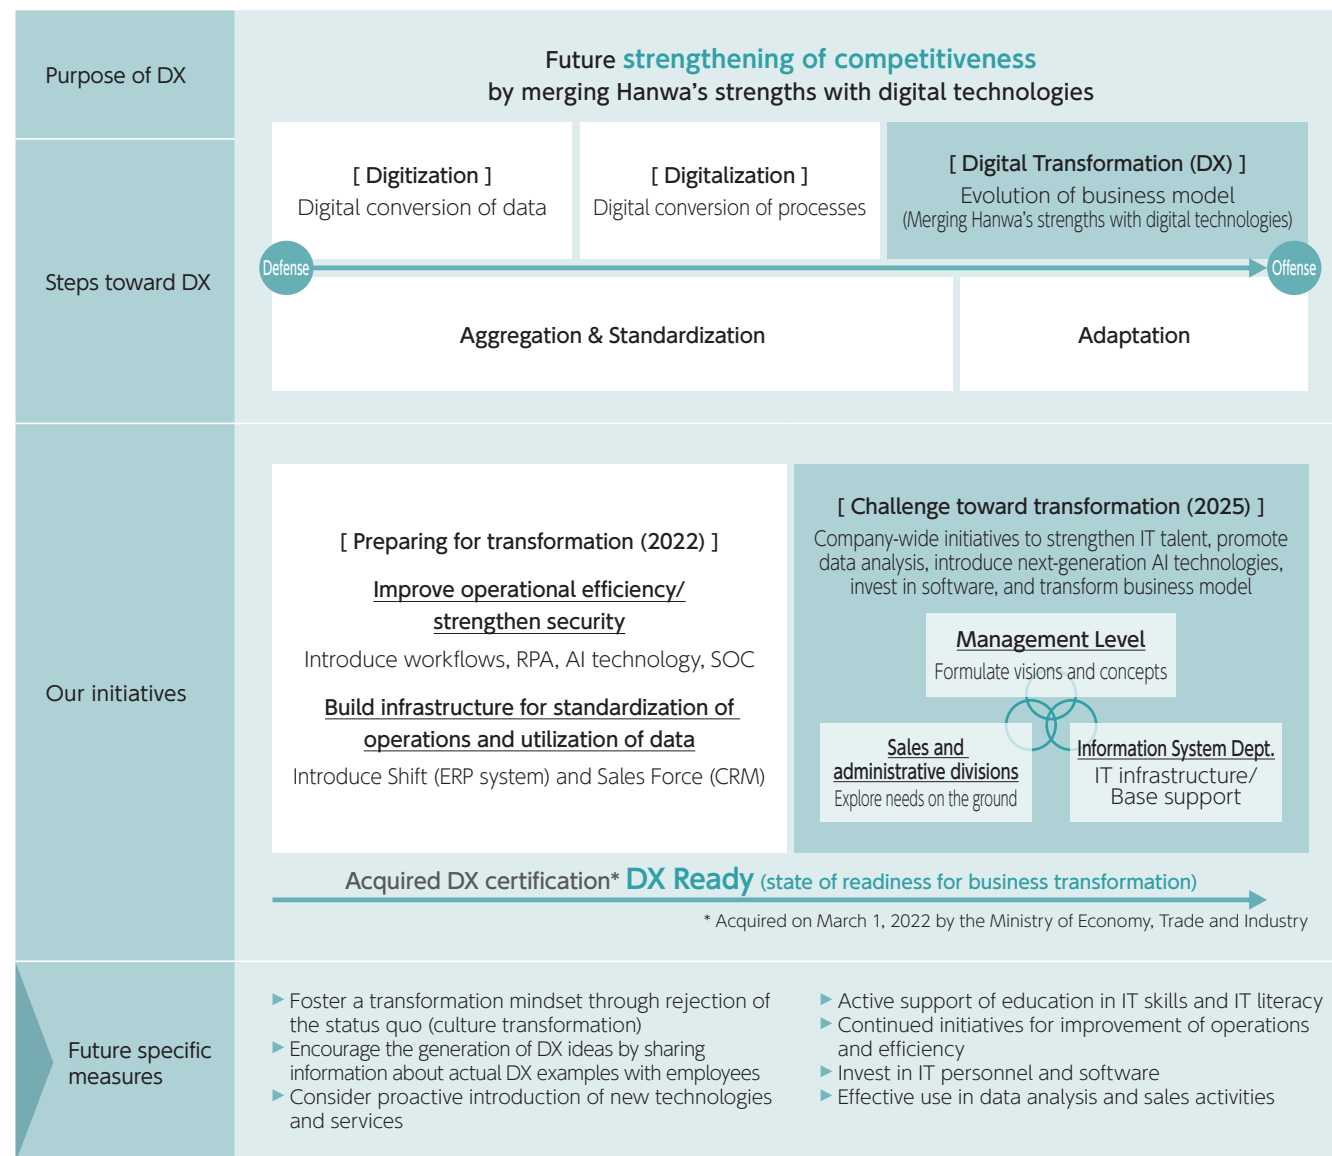 Purpose of DX
Future strengthening of competitiveness
by merging Hanwa's strengths with digital technologies
Steps toward DX
[ Digitization ]
Digital conversion of data
[ Digitalization ]
Digital conversion of processes
[ Digital Transformation (DX) ]
Evolution of business model
(Merging Hanwa's strengths with digital technologies)
Defense
Offense
Aggregation & Standardization
Adaptation
Our initiatives
[ Preparing for transformation (2022) ]
Improve operational efficiency/
strengthen security
Introduce workflows, RPA, AI technology, SOC
Build infrastructure for standardization of
operations and utilization of data
Introduce Shift (ERP system) and Sales Force (CRM)
[ Challenge toward transformation (2025) ]
Company-wide initiatives to strengthen IT talent, promote
data analysis, introduce next-generation AI technologies,
invest in software, and transform business model
Management Level
Formulate visions and concepts
Sales and
administrative divisions
Explore needs on the ground
Information System Dept.
IT infrastructure/
Base support
Acquired DX certification* DX Ready (state of readiness for business transformation)
* Acquired on March 1, 2022 by the Ministry of Economy, Trade and Industry
Future specific
measures
▶ Foster a transformation mindset through rejection of
the status quo (culture transformation)
▶ Encourage the generation of DX ideas by sharing
information about actual DX examples with employees
▶ Consider proactive introduction of new technologies
and services
▶ Active support of education in IT skills and IT literacy
▶ Continued initiatives for improvement of operations
and efficiency
▶ Invest in IT personnel and software
▶ Effective use in data analysis and sales activities